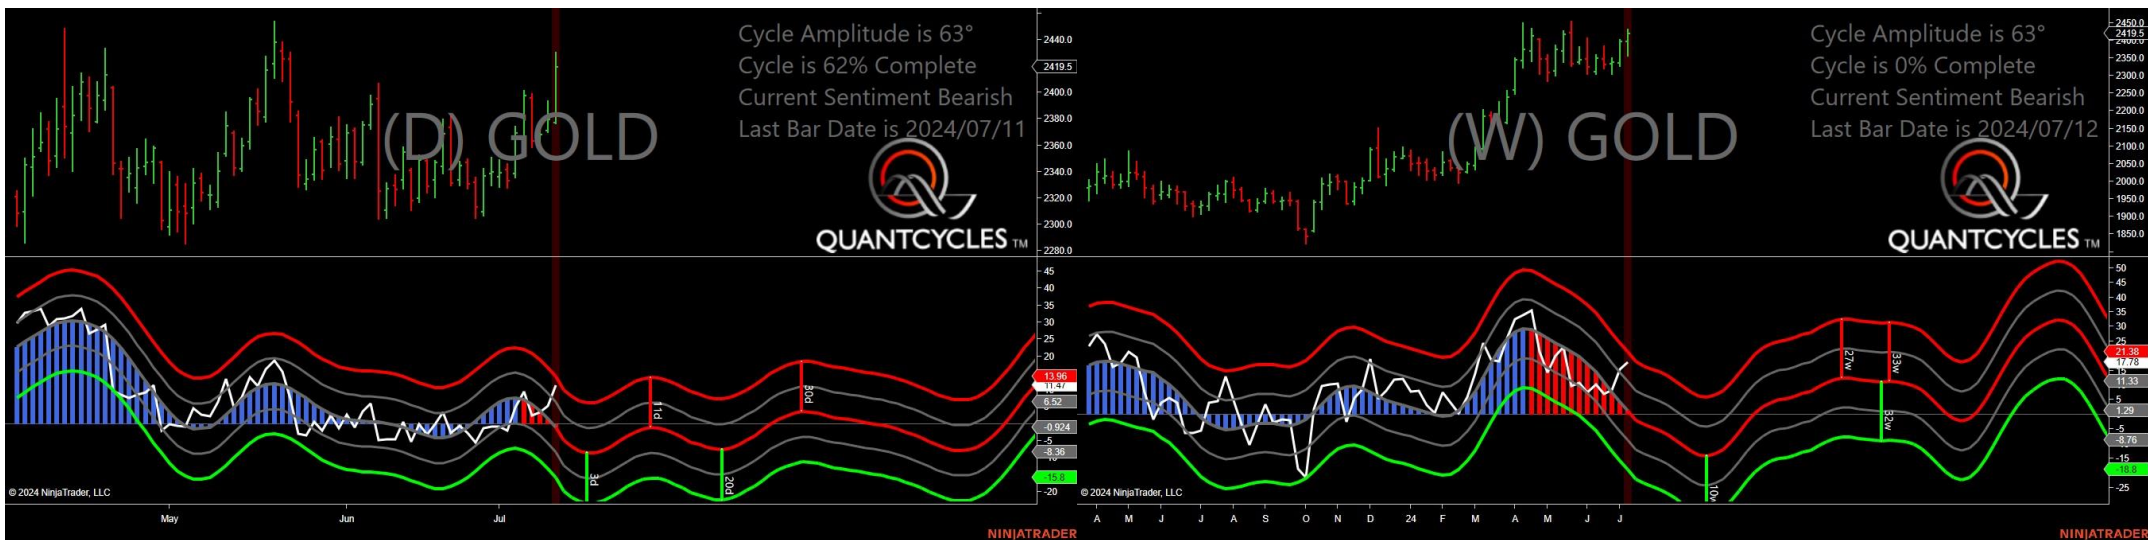 Cycle Amplitude is 63°
Cycle is 62% Complete
Current Sentiment Bearish
Last Bar Date is 2024/07/11
(D) GOLD
QUANTCYCLES TM
2440.0
2419.5
2400.0
2380.0
2360.0
2340.0
2320.0
2300.0
2280.0
45
40
35
30
25
20
13.96
11.47
6.52
-0.924
-5
-8.36
-15.8
-20
11d
30d
3d
20d
© 2024 NinjaTrader, LLC
May
Jun
Jul
NINJATRADER
Cycle Amplitude is 63°
Cycle is 0% Complete
Current Sentiment Bearish
Last Bar Date is 2024/07/12
(W) GOLD
QUANTCYCLES TM
2450.0
2419.5
2400.0
2350.0
2300.0
2250.0
2200.0
2150.0
2100.0
2050.0
2000.0
1950.0
1900.0
1850.0
50
45
40
35
30
25
21.38
17.78
11.33
5
1.29
-5
-8.76
-15
-18.8
-25
27w
33w
32w
10w
© 2024 NinjaTrader, LLC
A M J J A S O N D 24 F M A M J J
NINJATRADER